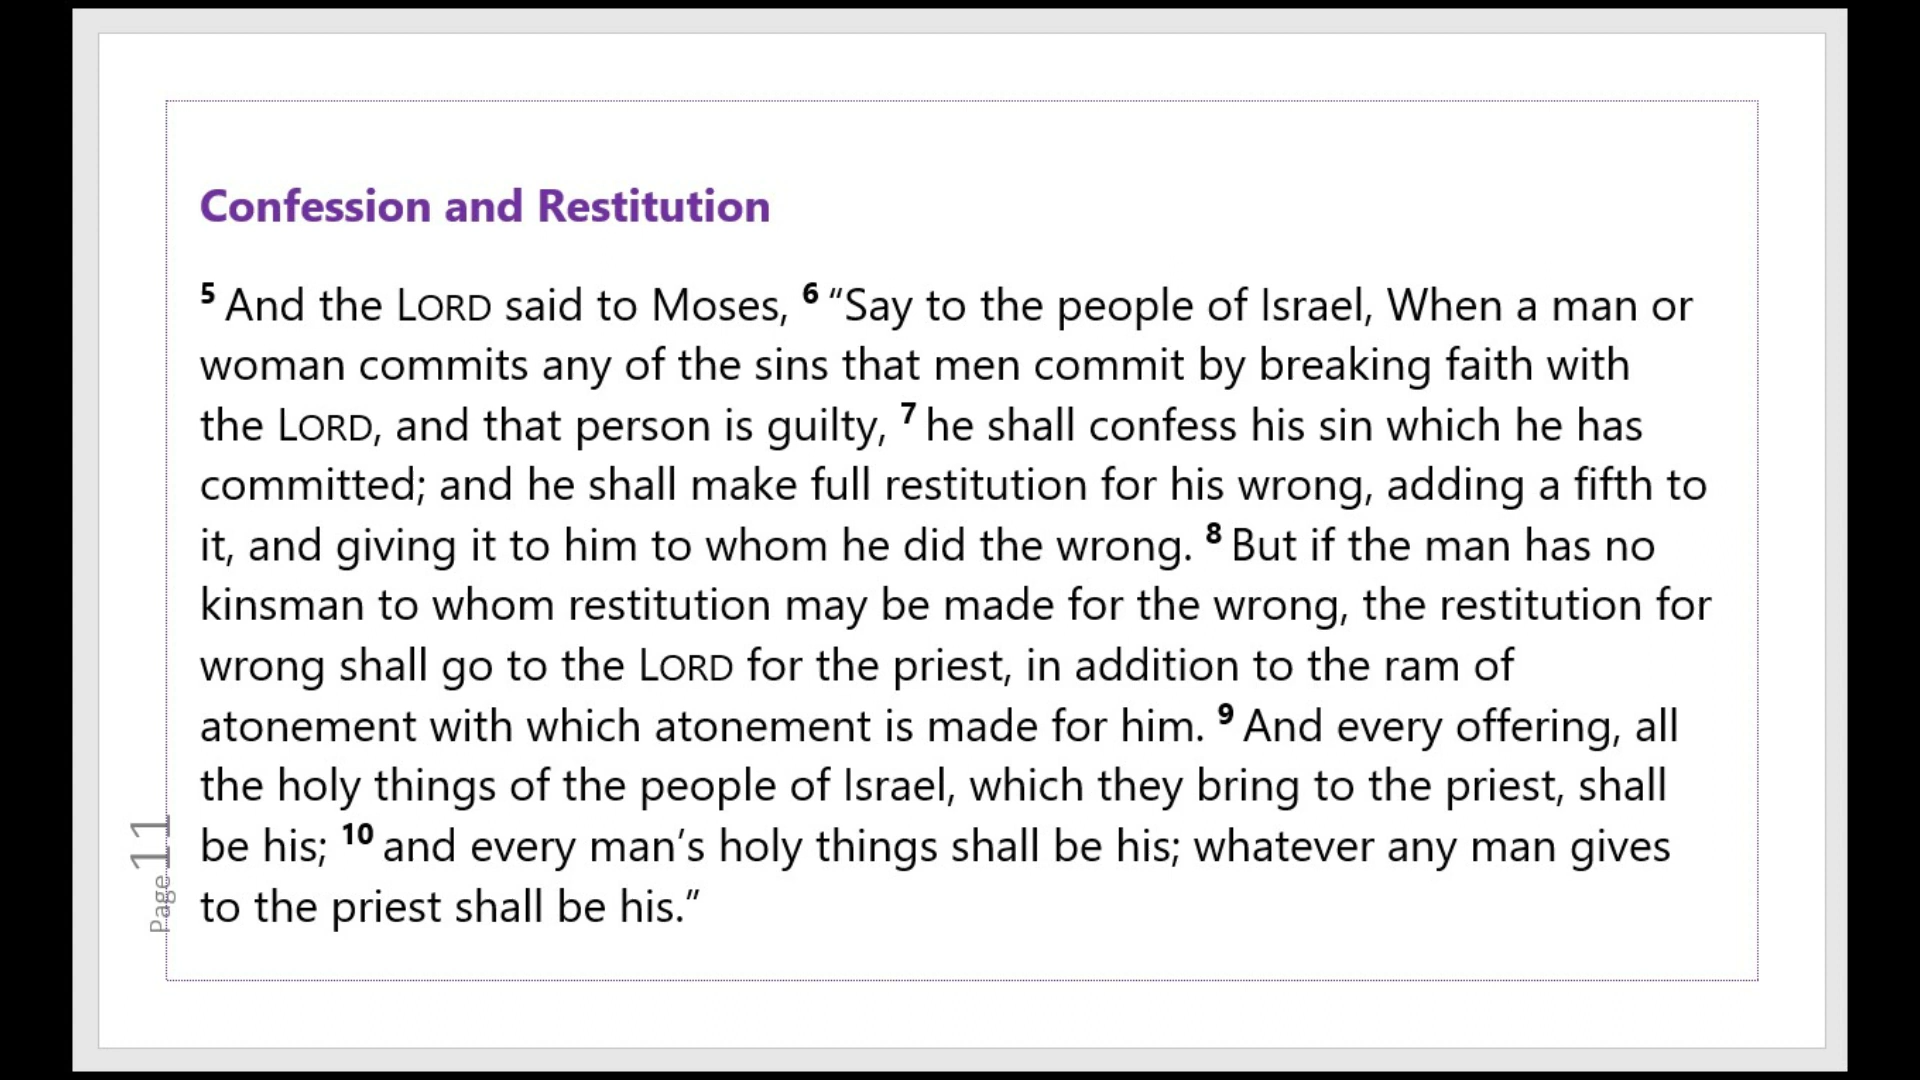 Confession and Restitution
5 And the LORD said to Moses, 6 “Say to the people of Israel, When a man or
woman commits any of the sins that men commit by breaking faith with
the LORD, and that person is guilty, 7 he shall confess his sin which he has
committed; and he shall make full restitution for his wrong, adding a fifth to
it, and giving it to him to whom he did the wrong. 8 But if the man has no
kinsman to whom restitution may be made for the wrong, the restitution for
wrong shall go to the LORD for the priest, in addition to the ram of
atonement with which atonement is made for him. 9 And every offering, all
the holy things of the people of Israel, which they bring to the priest, shall
be his; 10 and every man’s holy things shall be his; whatever any man gives
to the priest shall be his.”
Page 11